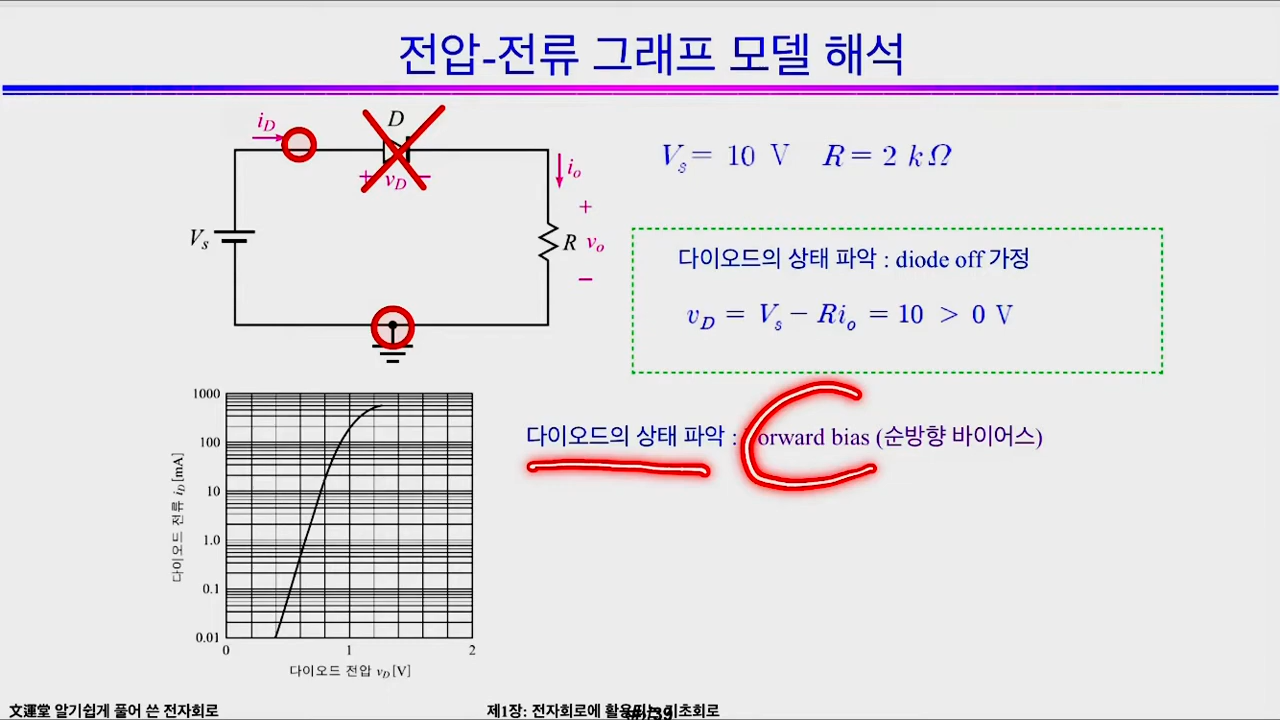 전압-전류 그래프 모델 해석
i_D
D
+ v_D −
i_o
V_s
R
+
v_o
−
V_s = 10 V R = 2 kΩ
다이오드의 상태 파악 : diode off 가정
v_D = V_s − Ri_o = 10 > 0 V
다이오드의 상태 파악 : forward bias (순방향 바이어스)
1000
100
10
1.0
0.1
0.01
0 1 2
다이오드 전류 i_D [mA]
다이오드 전압 v_D [V]
文運堂 알기쉽게 풀어 쓴 전자회로
제1장: 전자회로에 활용되는 기초회로